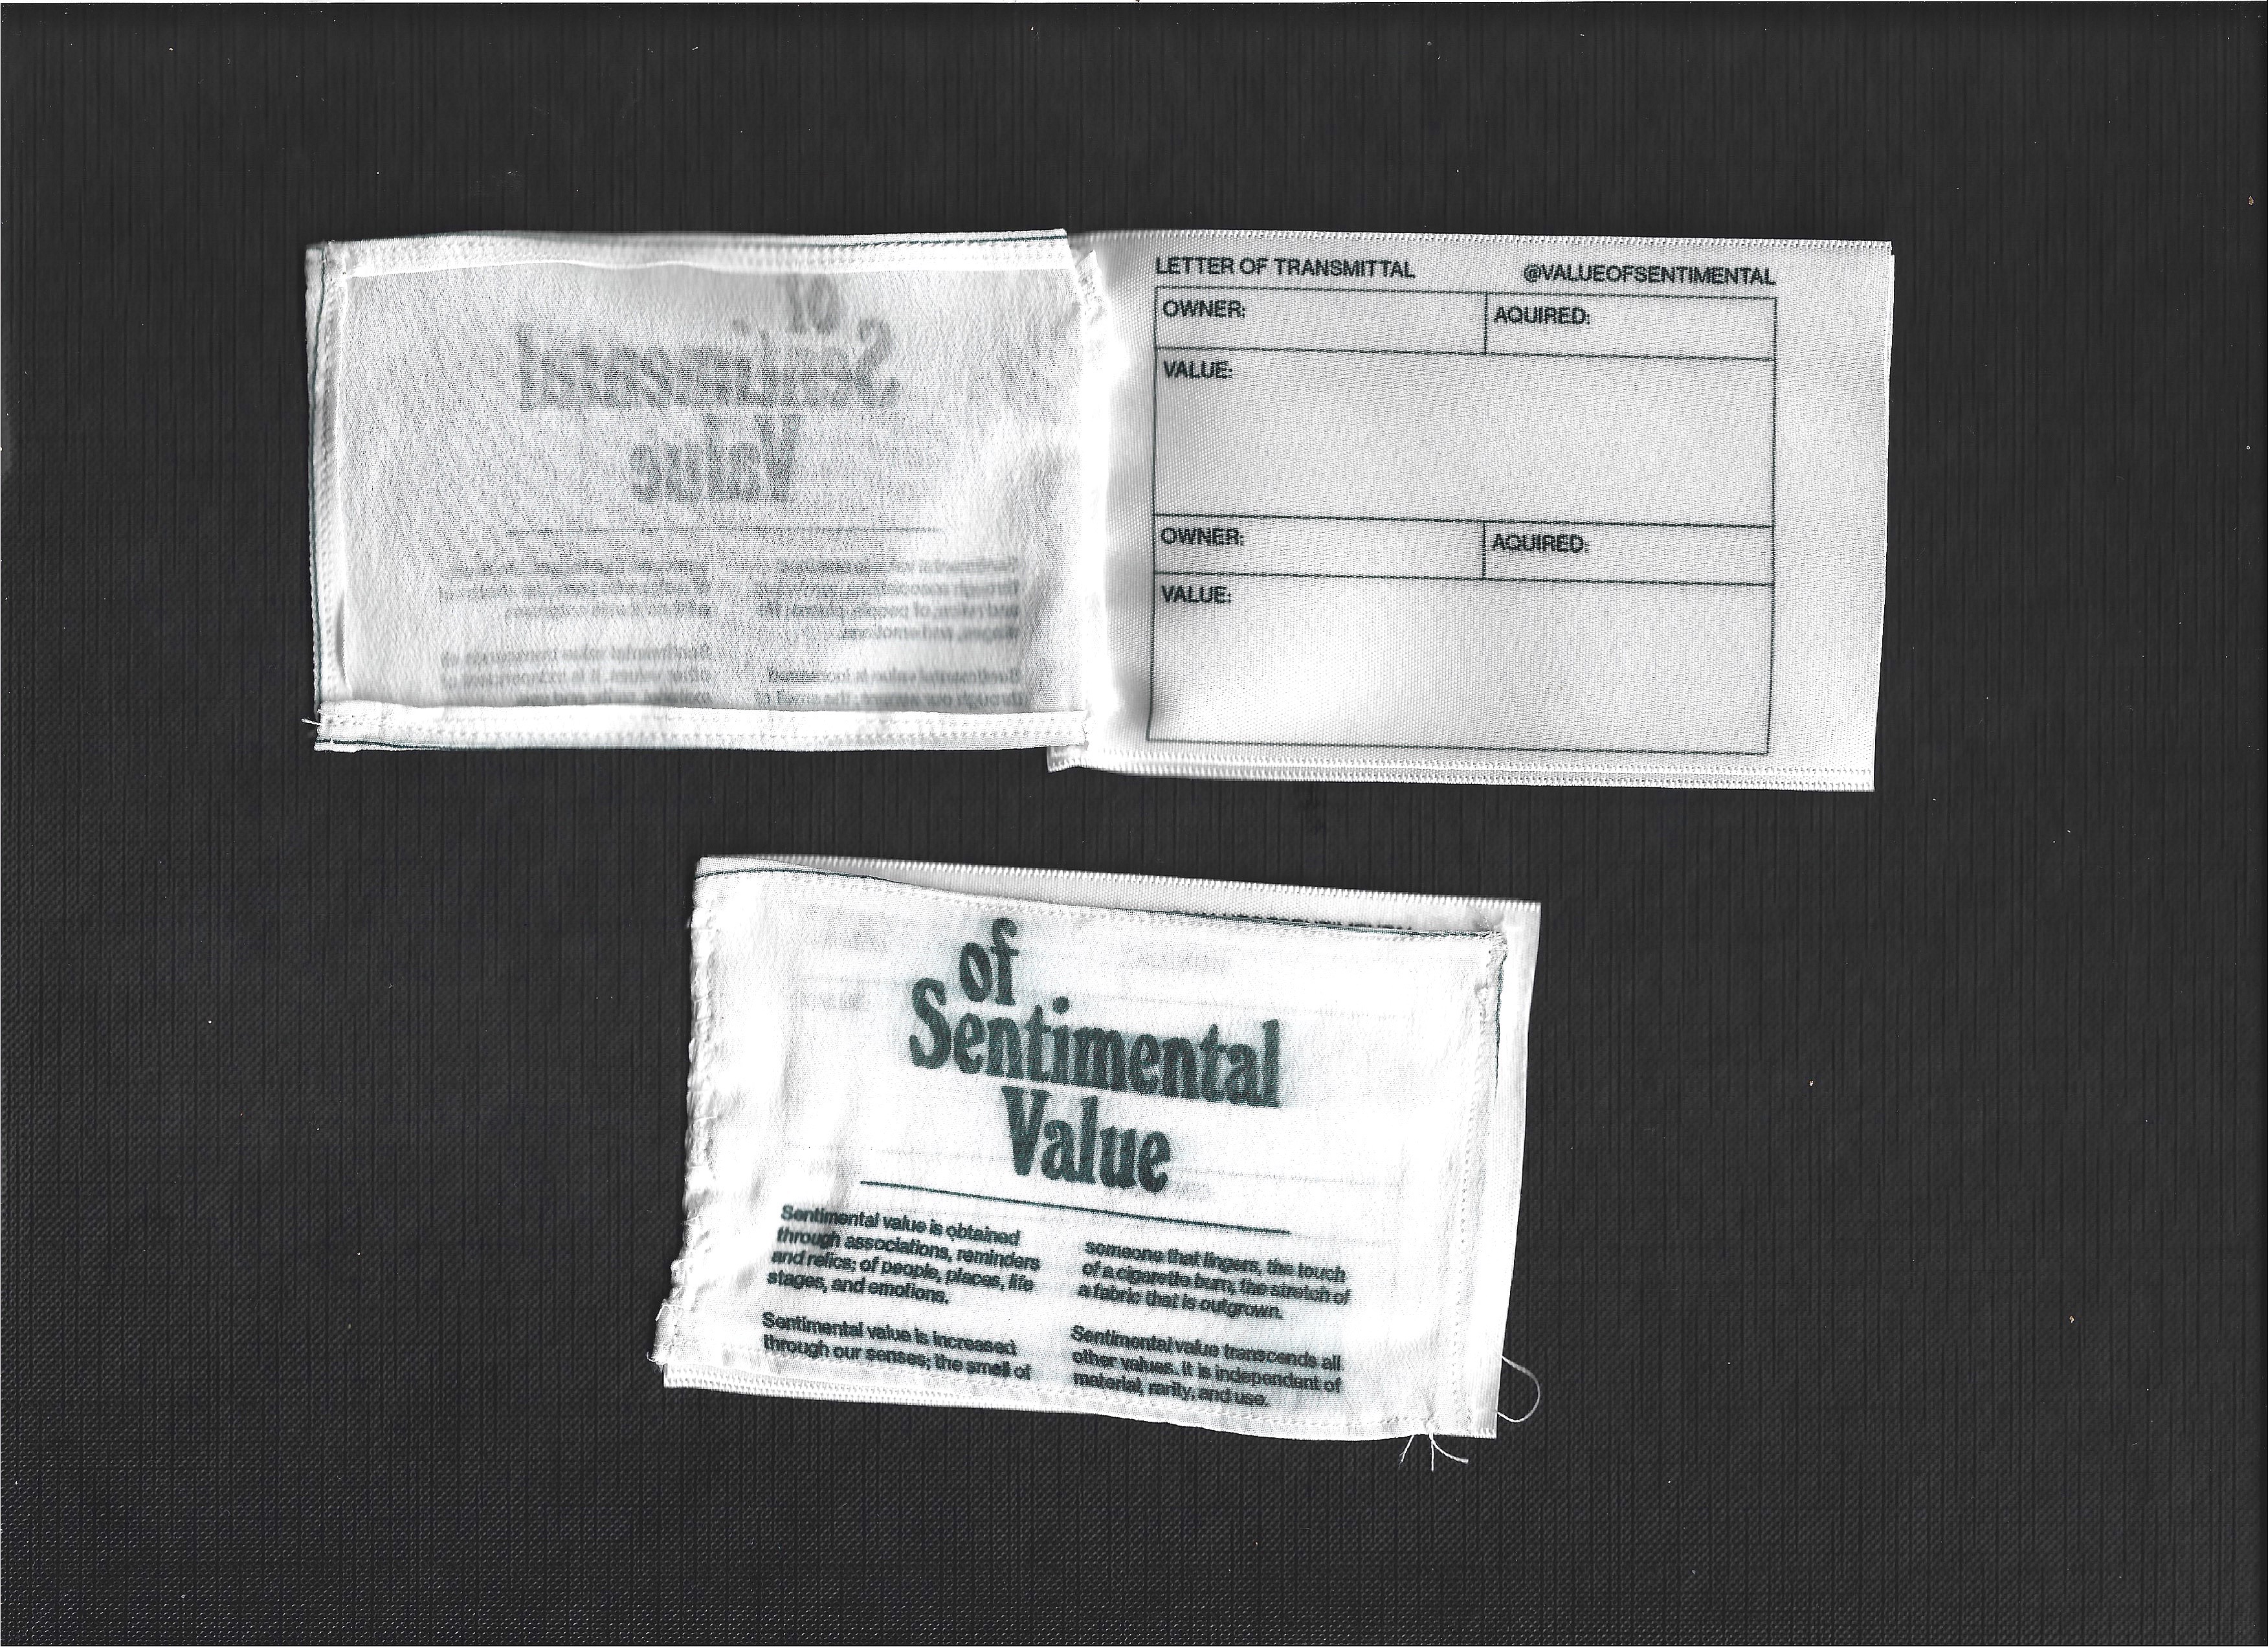 LETTER OF TRANSMITTAL @VALUEOFSENTIMENTAL
OWNER: AQUIRED:
VALUE:
OWNER: AQUIRED:
VALUE:
of
Sentimental
Value
Sentimental value is obtained
through associations, reminders
and relics; of people, places, life
stages, and emotions.
Sentimental value is increased
through our senses; the smell of
someone that lingers, the touch
of a cigarette burn, the stretch of
a fabric that is outgrown.
Sentimental value transcends all
other values. It is independent of
material, rarity, and use.